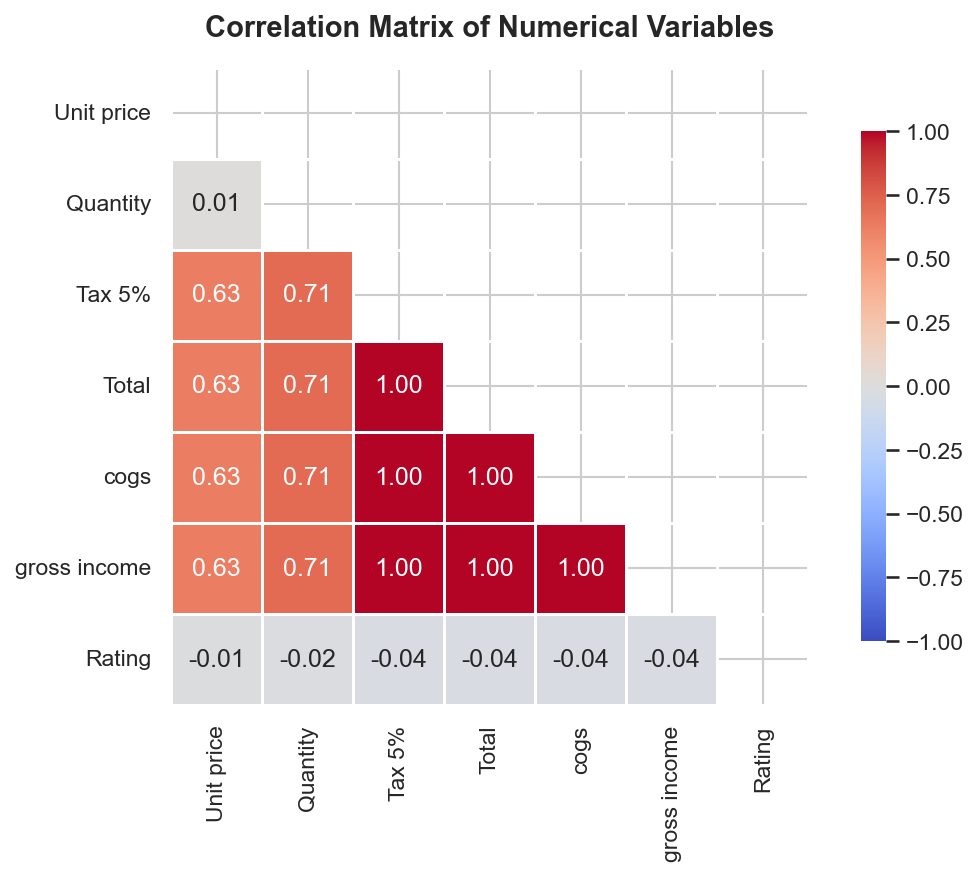 Correlation Matrix of Numerical Variables
Unit price
Quantity 0.01
Tax 5% 0.63 0.71
Total 0.63 0.71 1.00
cogs 0.63 0.71 1.00 1.00
gross income 0.63 0.71 1.00 1.00 1.00
Rating -0.01 -0.02 -0.04 -0.04 -0.04 -0.04
Unit price
Quantity
Tax 5%
Total
cogs
gross income
Rating
1.00
0.75
0.50
0.25
0.00
−0.25
−0.50
−0.75
−1.00